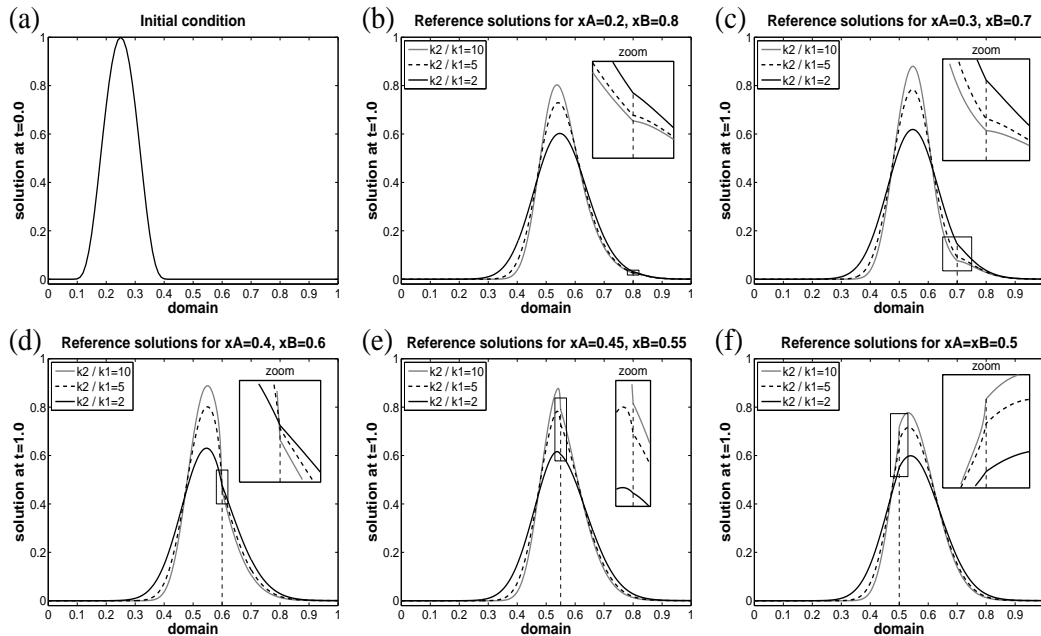 (a)
Initial condition
1
0.8
0.6
0.4
0.2
0
0 0.1 0.2 0.3 0.4 0.5 0.6 0.7 0.8 0.9 1
solution at t=0.0
domain
(b)
Reference solutions for xA=0.2, xB=0.8
k2 / k1=10
k2 / k1=5
k2 / k1=2
zoom
1
0.8
0.6
0.4
0.2
0
0 0.1 0.2 0.3 0.4 0.5 0.6 0.7 0.8 0.9 1
solution at t=1.0
domain
(c)
Reference solutions for xA=0.3, xB=0.7
k2 / k1=10
k2 / k1=5
k2 / k1=2
zoom
1
0.8
0.6
0.4
0.2
0
0 0.1 0.2 0.3 0.4 0.5 0.6 0.7 0.8 0.9
solution at t=1.0
domain
(d)
Reference solutions for xA=0.4, xB=0.6
k2 / k1=10
k2 / k1=5
k2 / k1=2
zoom
1
0.8
0.6
0.4
0.2
0
0 0.1 0.2 0.3 0.4 0.5 0.6 0.7 0.8 0.9 1
solution at t=1.0
domain
(e)
Reference solutions for xA=0.45, xB=0.55
k2 / k1=10
k2 / k1=5
k2 / k1=2
zoom
1
0.8
0.6
0.4
0.2
0
0 0.1 0.2 0.3 0.4 0.5 0.6 0.7 0.8 0.9 1
solution at t=1.0
domain
(f)
Reference solutions for xA=xB=0.5
k2 / k1=10
k2 / k1=5
k2 / k1=2
zoom
1
0.8
0.6
0.4
0.2
0
0 0.1 0.2 0.3 0.4 0.5 0.6 0.7 0.8 0.9 1
solution at t=1.0
domain